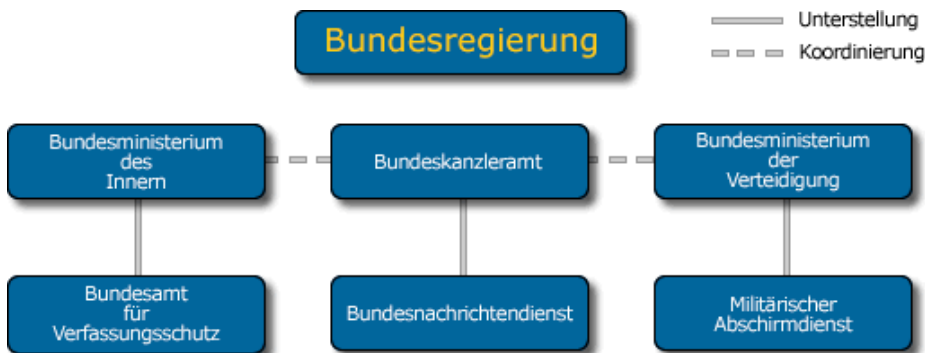 Bundesregierung
Unterstellung
Koordinierung
Bundesministerium
des
Innern
Bundeskanzleramt
Bundesministerium
der
Verteidigung
Bundesamt
für
Verfassungsschutz
Bundesnachrichtendienst
Militärischer
Abschirmdienst